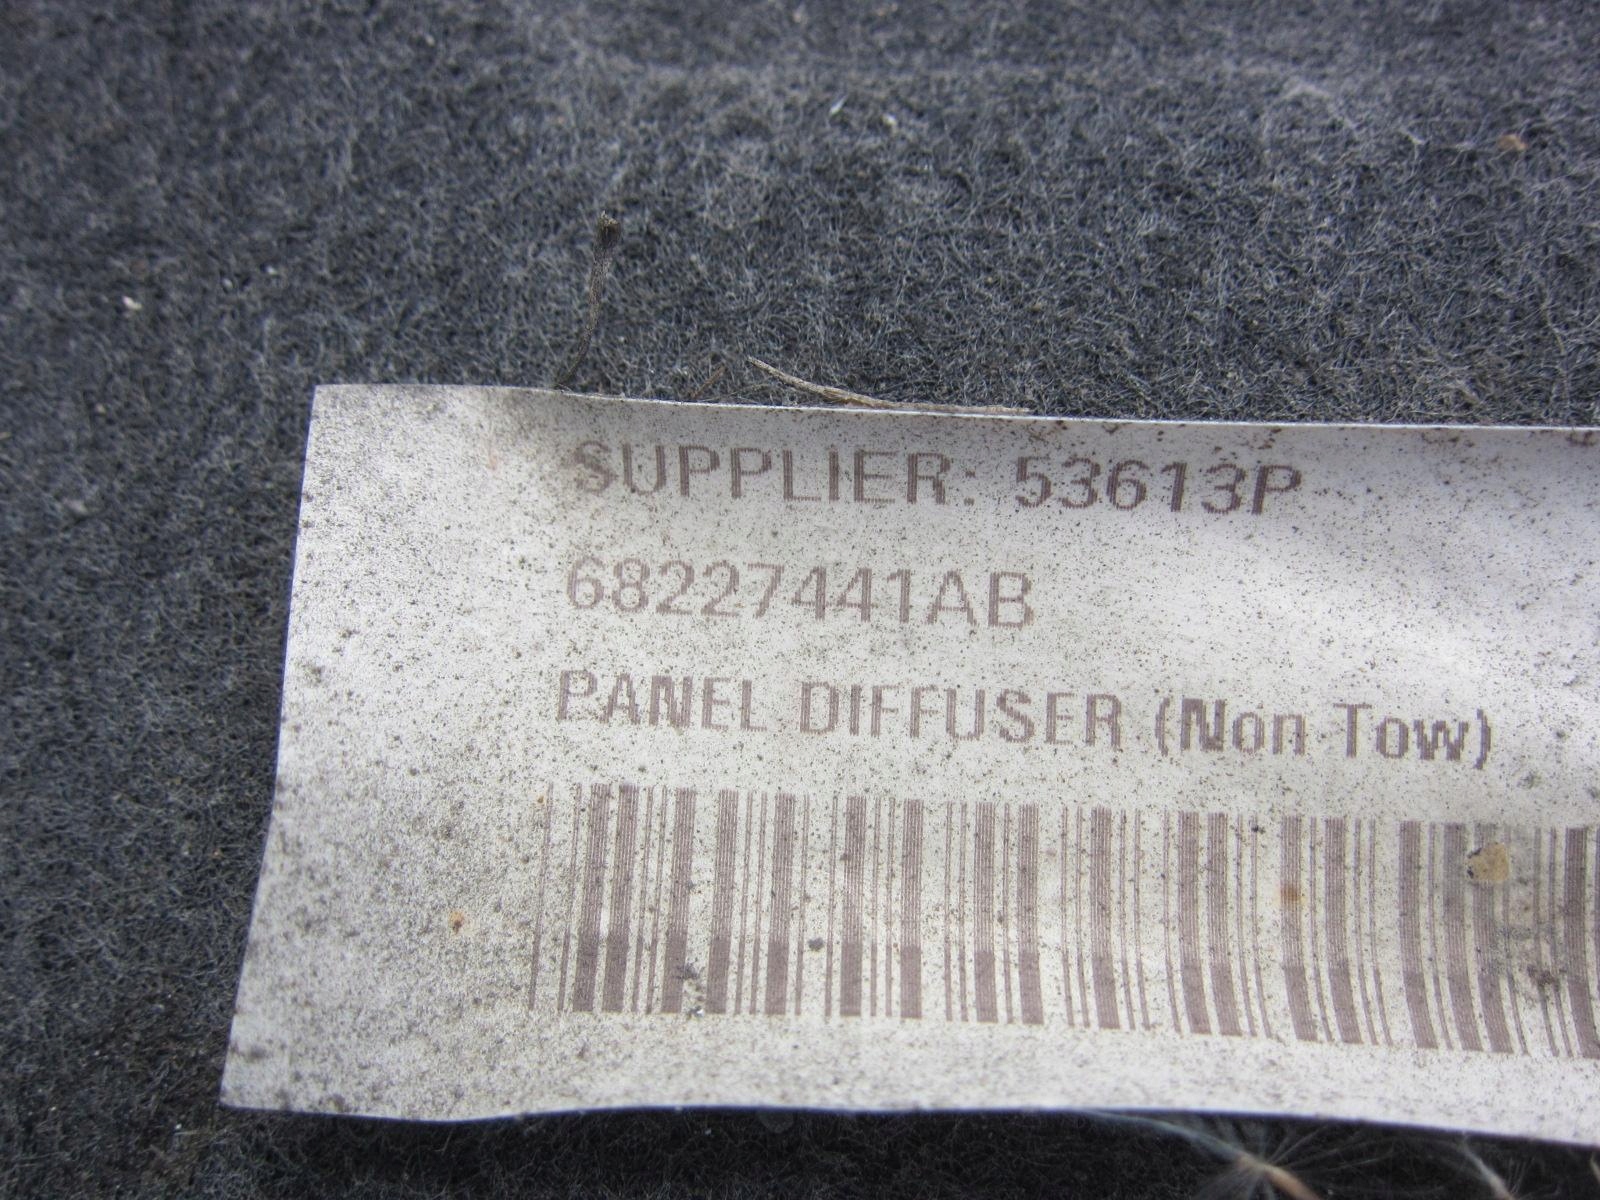 SUPPLIER: 53613P
68227441AB
PANEL DIFFUSER (Non Tow)